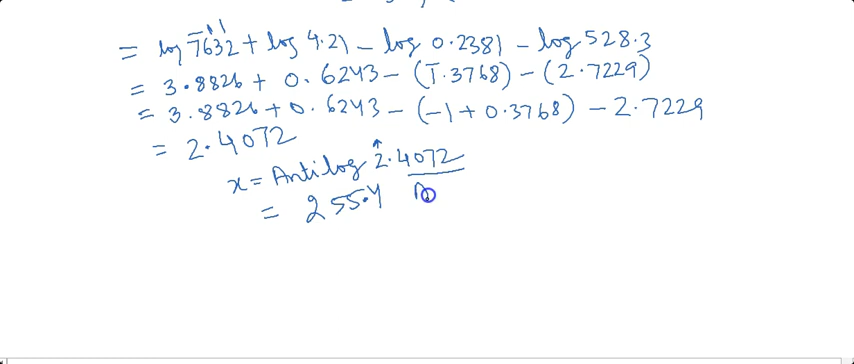 = log 7632 + log 4.21 - log 0.2381 - log 528.3
= 3.8826 + 0.6243 - (1̅.3768) - (2.7229)
= 3.8826 + 0.6243 - (-1 + 0.3768) - 2.7229
= 2.4072
x = Antilog 2.4072
= 255.4